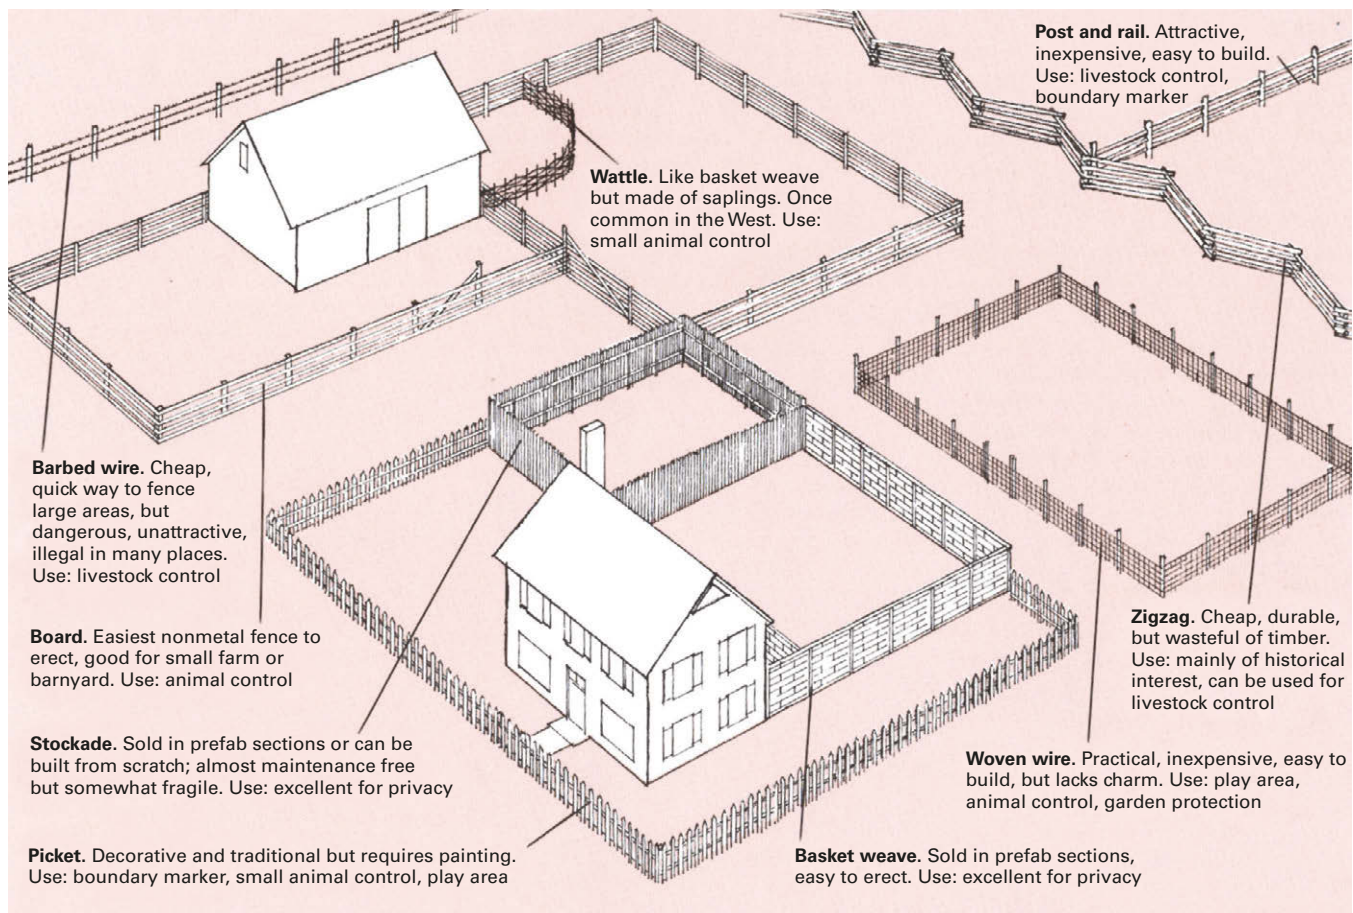 Post and rail. Attractive,
inexpensive, easy to build.
Use: livestock control,
boundary marker
Wattle. Like basket weave
but made of saplings. Once
common in the West. Use:
small animal control
Barbed wire. Cheap,
quick way to fence
large areas, but
dangerous, unattractive,
illegal in many places.
Use: livestock control
Board. Easiest nonmetal fence to
erect, good for small farm or
barnyard. Use: animal control
Zigzag. Cheap, durable,
but wasteful of timber.
Use: mainly of historical
interest, can be used for
livestock control
Stockade. Sold in prefab sections or can be
built from scratch; almost maintenance free
but somewhat fragile. Use: excellent for privacy
Woven wire. Practical, inexpensive, easy to
build, but lacks charm. Use: play area,
animal control, garden protection
Picket. Decorative and traditional but requires painting.
Use: boundary marker, small animal control, play area
Basket weave. Sold in prefab sections,
easy to erect. Use: excellent for privacy